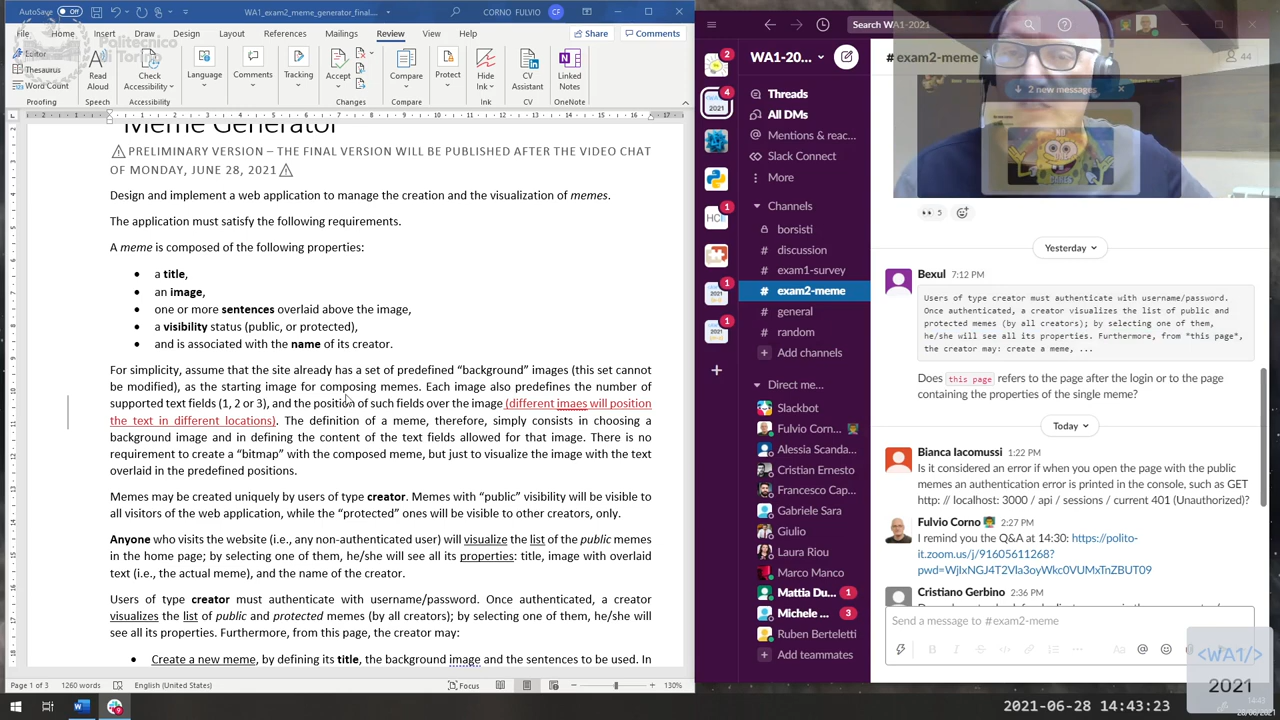 AutoSave Off
WA1_exam2_meme_generator_final...
CORNO FULVIO
File Home Insert Draw Design Layout References Mailings Review Share Comments
Politecnico
di Torino
Editor
Thesaurus
Word Count
Proofing
Read
Aloud
Speech
Check
Accessibility
Accessibility
Language
Comments
Tracking
Accept
Changes
Compare
Compare
Protect
Hide
Ink
Ink
CV
Assistant
CV
Linked
Notes
OneNote
Meme Generator
PRELIMINARY VERSION – THE FINAL VERSION WILL BE PUBLISHED AFTER THE VIDEO CHAT
OF MONDAY, JUNE 28, 2021
Design and implement a web application to manage the creation and the visualization of memes.
The application must satisfy the following requirements.
A meme is composed of the following properties:
• a title,
• an image,
• one or more sentences overlaid above the image,
• a visibility status (public, or protected),
• and is associated with the name of its creator.
For simplicity, assume that the site already has a set of predefined “background” images (this set cannot
be modified), as the starting image for composing memes. Each image also predefines the number of
supported text fields (1, 2 or 3), and the position of such fields over the image (different imaes will position
the text in different locations). The definition of a meme, therefore, simply consists in choosing a
background image and in defining the content of the text fields allowed for that image. There is no
requirement to create a “bitmap” with the composed meme, but just to visualize the image with the text
overlaid in the predefined positions.
Memes may be created uniquely by users of type creator. Memes with “public” visibility will be visible to
all visitors of the web application, while the “protected” ones will be visible to other creators, only.
Anyone who visits the website (i.e., any non-authenticated user) will visualize the list of the public memes
in the home page; by selecting one of them, he/she will see all its properties: title, image with overlaid
text (i.e., the actual meme), and the name of the creator.
Users of type creator must authenticate with username/password. Once authenticated, a creator
visualizes the list of public and protected memes (by all creators); by selecting one of them, he/she will
see all its properties. Furthermore, from this page, the creator may:
• Create a new meme, by defining its title, the background image and the sentences to be used. In
Page 1 of 3 1260 words English (United States) Focus 130%
Search WA1-2021
WA1-20...
2
4
2021
1
HCI
1
1
Threads
All DMs
Mentions & reac...
Slack Connect
More
Channels
borsisti
# discussion
# exam1-survey
# exam2-meme
# general
# random
Add channels
Direct me...
Slackbot
Fulvio Corn...
Alessia Scanda...
Cristian Ernesto
Francesco Cap...
Gabriele Sara
Giulio
Laura Riou
Marco Manco
Mattia Du... 1
Michele ... 3
Ruben Berteletti
Add teammates
# exam2-meme
44
2 new messages
NO
ONE
CARES
5
Yesterday
Bexul 7:12 PM
Users of type creator must authenticate with username/password.
Once authenticated, a creator visualizes the list of public and
protected memes (by all creators); by selecting one of them,
he/she will see all its properties. Furthermore, from "this page",
the creator may: create a meme, ...
Does this page refers to the page after the login or to the page
containing the properties of the single meme?
Today
Bianca Iacomussi 1:22 PM
Is it considered an error if when you open the page with the public
memes an authentication error is printed in the console, such as GET
http: // localhost: 3000 / api / sessions / current 401 (Unauthorized)?
Fulvio Corno 2:27 PM
I remind you the Q&A at 14:30: https://polito-
it.zoom.us/j/91605611268?
pwd=WjIxNGJ4T2Vla3oyWkc0VUMxTnZBUT09
Cristiano Gerbino 2:36 PM
Send a message to #exam2-meme
<WA1/>
2021
2021-06-28 14:43:23